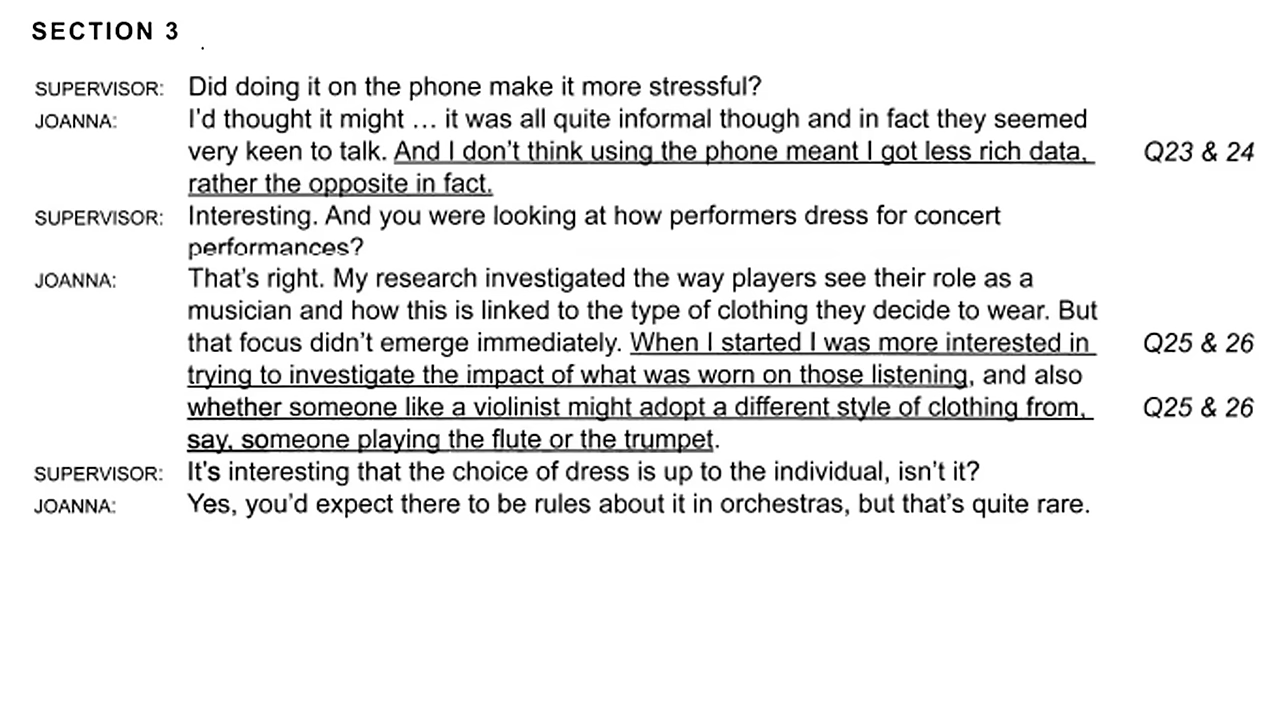 SECTION 3
SUPERVISOR: Did doing it on the phone make it more stressful?
JOANNA: I'd thought it might … it was all quite informal though and in fact they seemed
very keen to talk. And I don't think using the phone meant I got less rich data, Q23 & 24
rather the opposite in fact.
SUPERVISOR: Interesting. And you were looking at how performers dress for concert
performances?
JOANNA: That's right. My research investigated the way players see their role as a
musician and how this is linked to the type of clothing they decide to wear. But
that focus didn't emerge immediately. When I started I was more interested in Q25 & 26
trying to investigate the impact of what was worn on those listening, and also
whether someone like a violinist might adopt a different style of clothing from, Q25 & 26
say, someone playing the flute or the trumpet.
SUPERVISOR: It's interesting that the choice of dress is up to the individual, isn't it?
JOANNA: Yes, you'd expect there to be rules about it in orchestras, but that's quite rare.